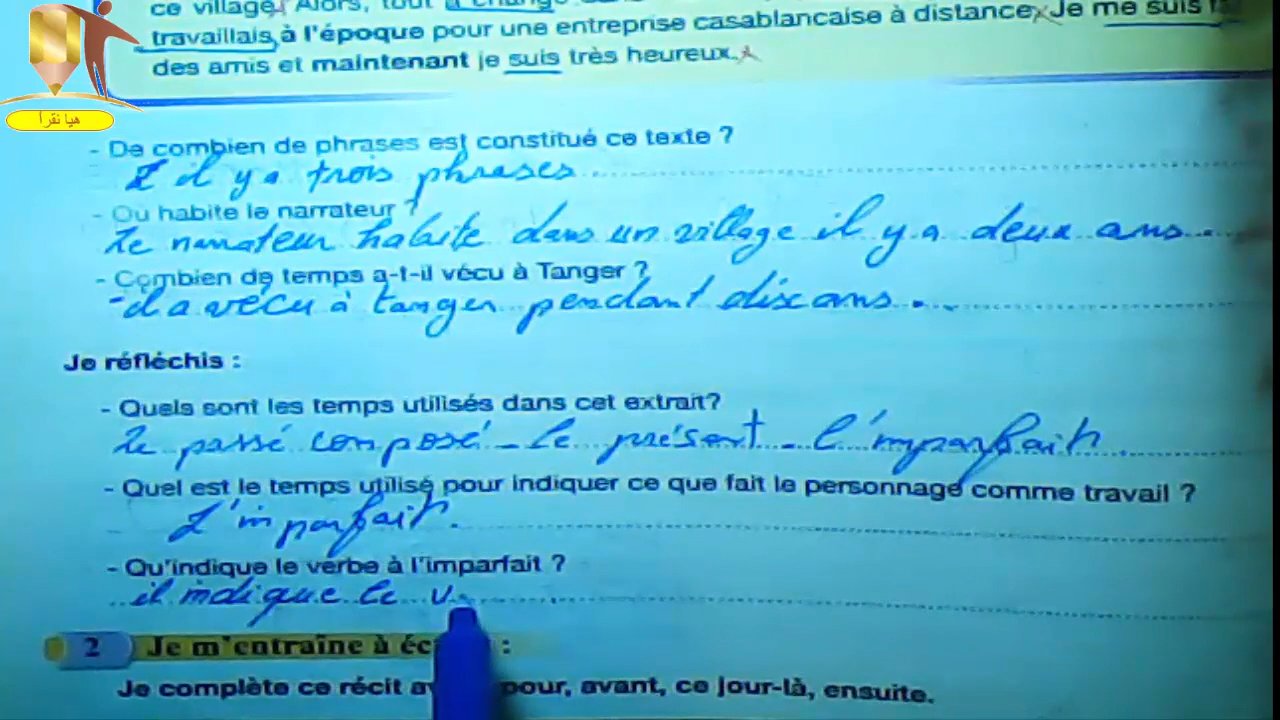 ce village. Alors, tout a changé
travaillais à l'époque pour une entreprise casablancaise à distance. Je me suis f
des amis et maintenant je suis très heureux.
هيا نقرأ
- De combien de phrases est constitué ce texte ?
il y a trois phrases
- Où habite le narrateur ?
Le narrateur habite dans un village il y a deux ans.
- Combien de temps a-t-il vécu à Tanger ?
- il a vécu à tanger pendant dix ans.
Je réfléchis :
- Quels sont les temps utilisés dans cet extrait?
Le passé composé - le présent - l'imparfait.
- Quel est le temps utilisé pour indiquer ce que fait le personnage comme travail ?
L'imparfait.
- Qu'indique le verbe à l'imparfait ?
il indique le v
2 Je m'entraîne à éc :
Je complète ce récit av pour, avant, ce jour-là, ensuite.